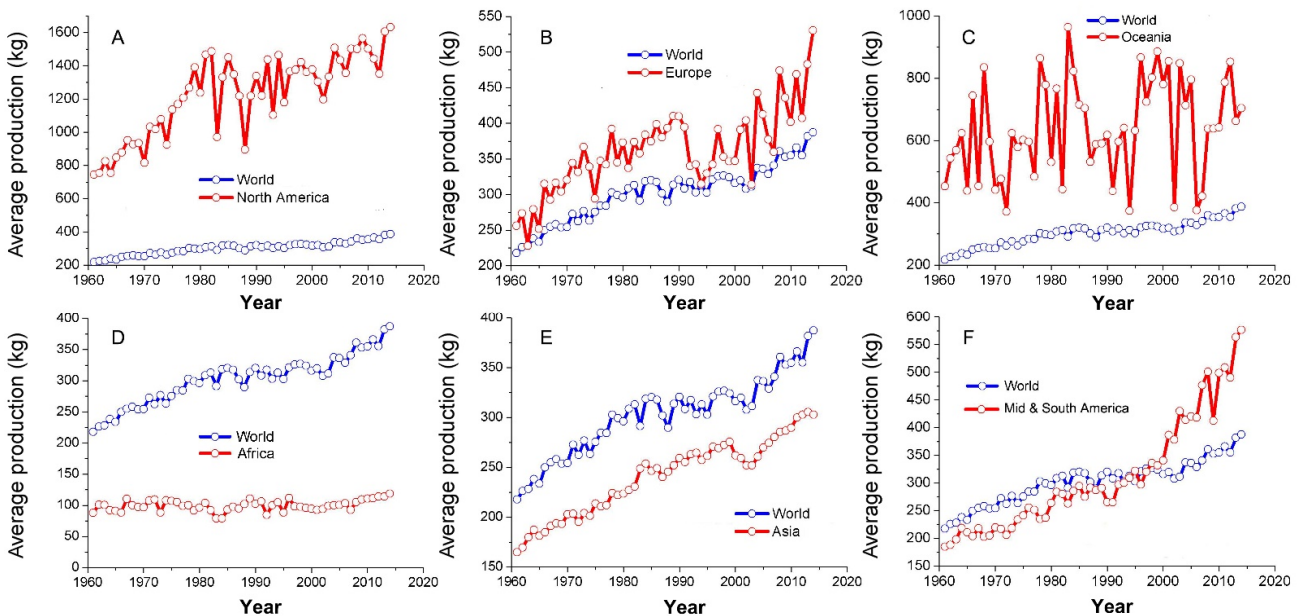 A
Average production (kg)
1600
1400
1200
1000
800
600
400
200
World
North America
1960 1970 1980 1990 2000 2010 2020
Year
B
Average production (kg)
550
500
450
400
350
300
250
200
World
Europe
1960 1970 1980 1990 2000 2010 2020
Year
C
Average production (kg)
1000
800
600
400
200
World
Oceania
1960 1970 1980 1990 2000 2010 2020
Year
D
Average production (kg)
400
350
300
250
200
150
100
50
0
World
Africa
1960 1970 1980 1990 2000 2010 2020
Year
E
Average production (kg)
400
350
300
250
200
150
World
Asia
1960 1970 1980 1990 2000 2010 2020
Year
F
Average production (kg)
600
550
500
450
400
350
300
250
200
150
World
Mid & South America
1960 1970 1980 1990 2000 2010 2020
Year